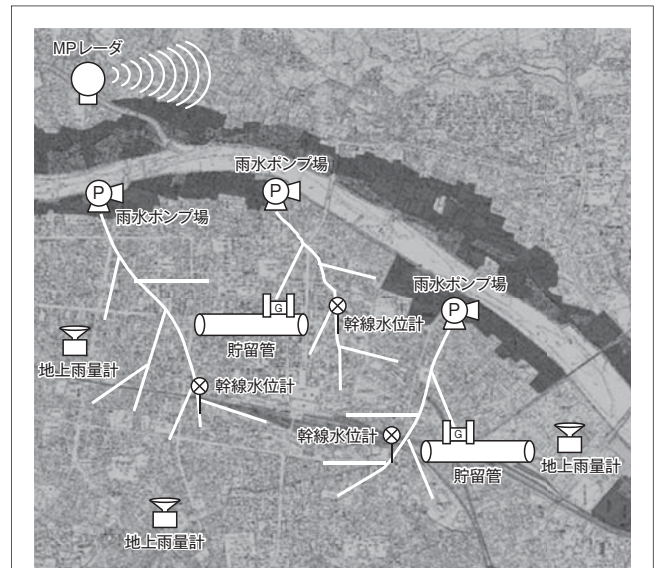 MPレーダ
雨水ポンプ場
P
P
雨水ポンプ場
雨水ポンプ場
P
G
幹線水位計
貯留管
地上雨量計
幹線水位計
幹線水位計
G
地上雨量計
貯留管
地上雨量計